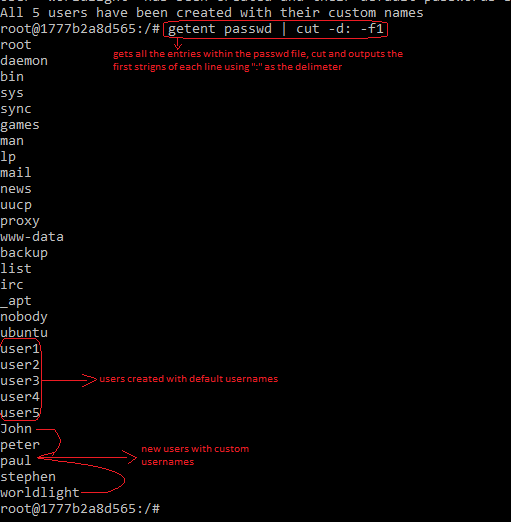 All 5 users have been created with their custom names
root@1777b2a8d565:/# getent passwd | cut -d: -f1
gets all the entries within the passwd file, cut and outputs the
first strigns of each line using ":" as the delimeter
root
daemon
bin
sys
sync
games
man
lp
mail
news
uucp
proxy
www-data
backup
list
irc
_apt
nobody
ubuntu
user1
user2
user3
users created with default usernames
user4
user5
John
peter
new users with custom
usernames
paul
stephen
worldlight
root@1777b2a8d565:/#